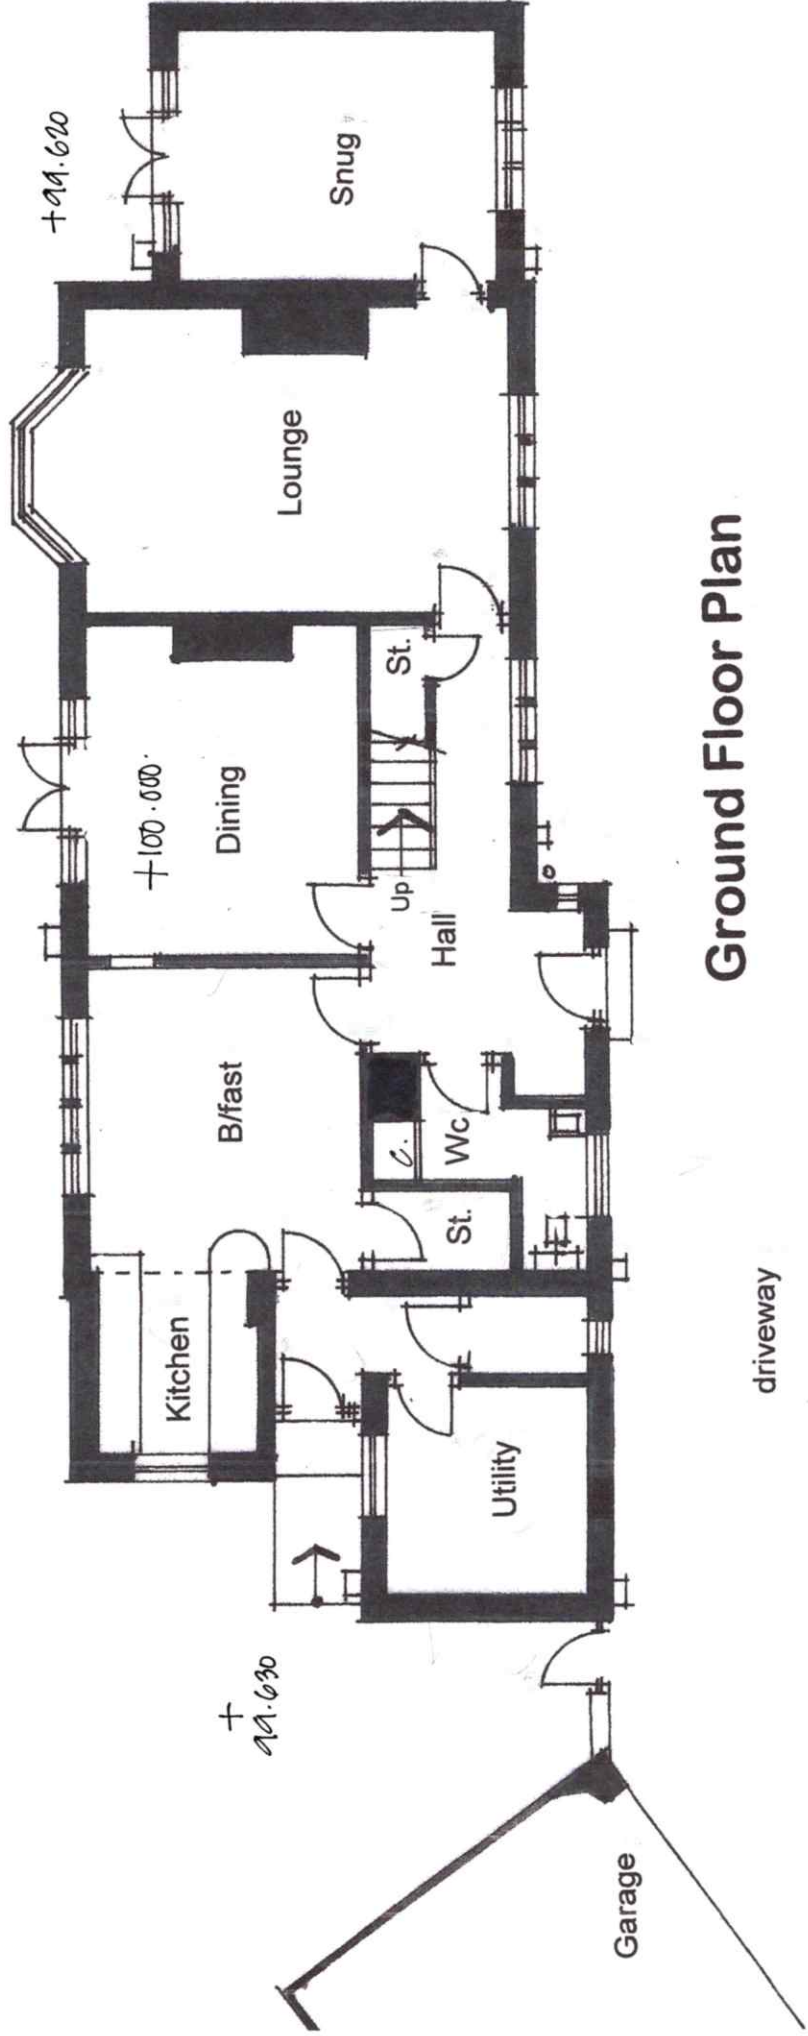 +99.620
Snug
Lounge
St.
+100.000.
Dining
Up
Hall
B/fast
C.
Wc
St.
Kitchen
Utility
+
99.630
Garage
driveway
Ground Floor Plan